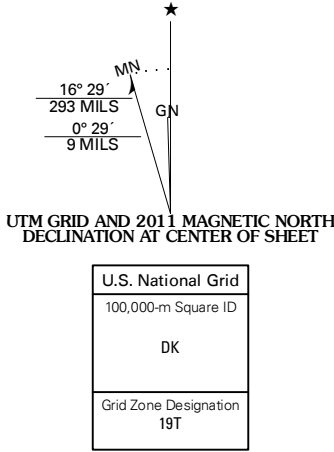 ★
MN
GN
16° 29´
293 MILS
0° 29´
9 MILS
UTM GRID AND 2011 MAGNETIC NORTH
DECLINATION AT CENTER OF SHEET
U.S. National Grid
100,000-m Square ID
DK
Grid Zone Designation
19T